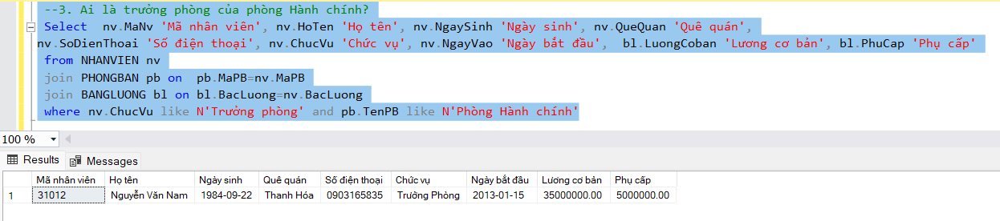 --3. Ai là trưởng phòng của phòng Hành chính?
Select  nv.MaNv 'Mã nhân viên', nv.HoTen 'Họ tên', nv.NgaySinh 'Ngày sinh', nv.QueQuan 'Quê quán',
nv.SoDienThoai 'Số điện thoại', nv.ChucVu 'Chức vụ', nv.NgayVao 'Ngày bắt đầu',  bl.LuongCoban 'Lương cơ bản', bl.PhuCap 'Phụ cấp'
from NHANVIEN nv
join PHONGBAN pb on  pb.MaPB=nv.MaPB
join BANGLUONG bl on bl.BacLuong=nv.BacLuong
where nv.ChucVu like N'Trưởng phòng' and pb.TenPB like N'Phòng Hành chính'
100 %
Results Messages
Mã nhân viên Họ tên Ngày sinh Quê quán Số điện thoại Chức vụ Ngày bắt đầu Lương cơ bản Phụ cấp
1 31012 Nguyễn Văn Nam 1984-09-22 Thanh Hóa 0903165835 Trưởng Phòng 2013-01-15 35000000.00 5000000.00